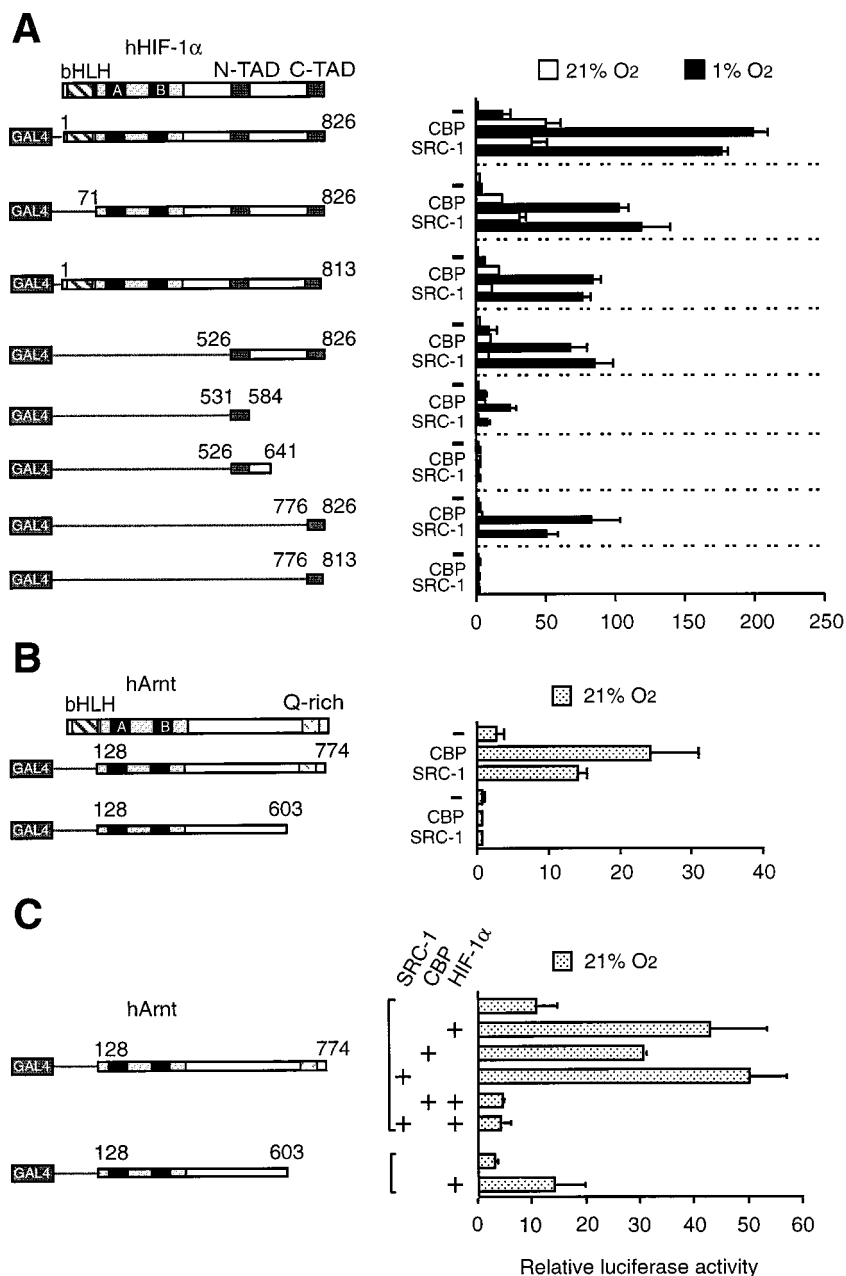 A
hHIF-1α
bHLH N-TAD C-TAD
A B
21% O2 1% O2
GAL4 1 826
– CBP SRC-1
GAL4 71 826
– CBP SRC-1
GAL4 1 813
– CBP SRC-1
GAL4 526 826
– CBP SRC-1
GAL4 531 584
– CBP SRC-1
GAL4 526 641
– CBP SRC-1
GAL4 776 826
– CBP SRC-1
GAL4 776 813
– CBP SRC-1
0 50 100 150 200 250
B
hArnt
bHLH Q-rich
A B
21% O2
GAL4 128 774
– CBP SRC-1
GAL4 128 603
– CBP SRC-1
0 10 20 30 40
C
SRC-1 CBP HIF-1α
21% O2
hArnt
GAL4 128 774
+
+
+
+ +
+ +
GAL4 128 603
+
0 10 20 30 40 50 60
Relative luciferase activity